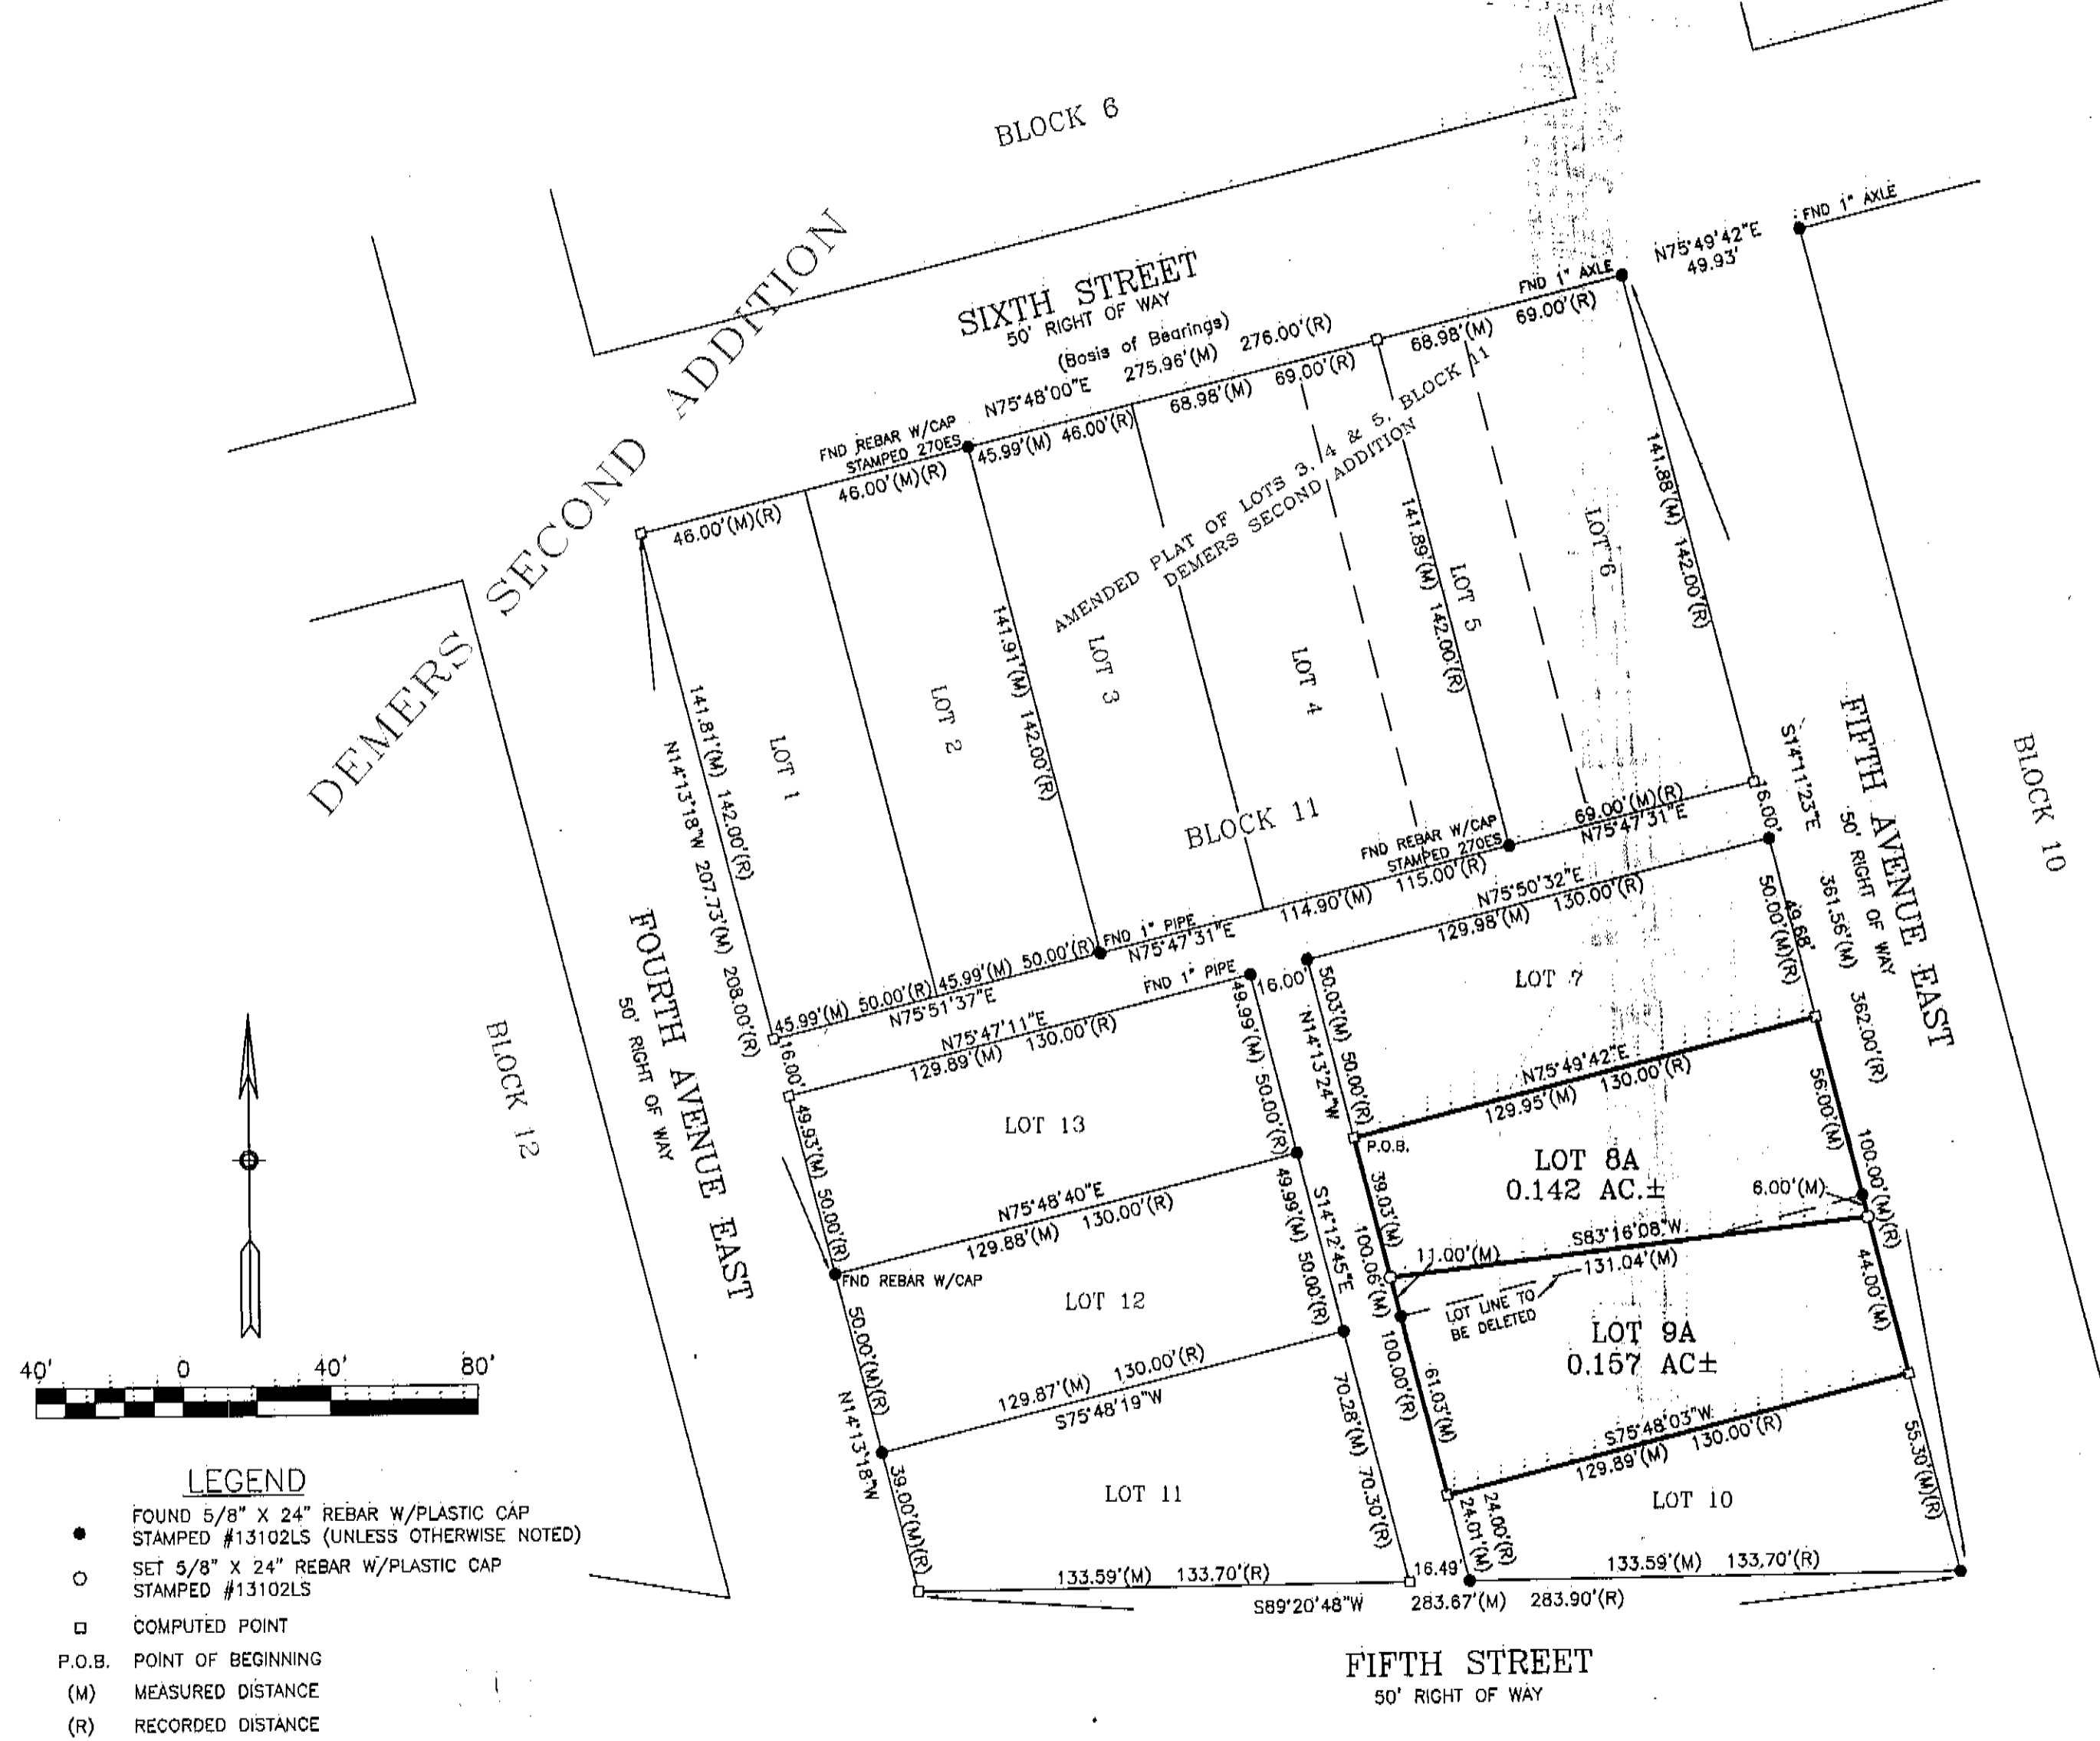 BLOCK 6
DEMERS SECOND ADDITION
SIXTH STREET
50' RIGHT OF WAY
(Basis of Bearings)
N75°48'00"E 275.96'(M) 276.00'(R)
FND 1" AXLE
N75°49'42"E
49.93'
FND 1" AXLE
68.98'(M) 69.00'(R)
68.98'(M) 69.00'(R)
45.99'(M) 46.00'(R)
FND REBAR W/CAP
STAMPED 270ES
46.00'(M)(R)
46.00'(M)(R)
AMENDED PLAT OF LOTS 3, 4 & 5, BLOCK 11
DEMERS SECOND ADDITION
141.81'(M) 142.00'(R)
N14°13'18"W 207.73'(M) 208.00'(R)
LOT 1
LOT 2
141.91'(M) 142.00'(R)
LOT 3
LOT 4
141.89'(M) 142.00'(R)
LOT 5
LOT 6
141.88'(M) 142.00'(R)
BLOCK 11
FND REBAR W/CAP
STAMPED 270ES
69.00'(M)(R)
N75°47'31"E
114.90'(M) 115.00'(R)
FND 1" PIPE
N75°47'31"E
45.99'(M) 50.00'(R)
45.99'(M) 50.00'(R)
N75°51'37"E
16.00'
16.00'
S14°11'23"E 361.56'(M) 362.00'(R)
FIFTH AVENUE EAST
50' RIGHT OF WAY
BLOCK 10
FOURTH AVENUE EAST
50' RIGHT OF WAY
BLOCK 12
FND 1" PIPE
16.00'
N75°47'11"E
129.89'(M) 130.00'(R)
N75°50'32"E
129.98'(M) 130.00'(R)
49.68'
50.00'(M)(R)
LOT 7
50.03'(M) 50.00'(R)
N14°13'24"W
49.99'(M) 50.00'(R)
49.93'(M) 50.00'(R)
LOT 13
N75°49'42"E
129.95'(M) 130.00'(R)
P.O.B.
LOT 8A
0.142 AC.±
56.00'(M)
100.00'(M)(R)
6.00'(M)
39.03'(M)
100.06'(M) 100.00'(R)
11.00'(M)
S83°16'08"W
131.04'(M)
N75°48'40"E
129.88'(M) 130.00'(R)
FND REBAR W/CAP
LOT 12
49.99'(M) 50.00'(R)
S14°12'45"E
LOT LINE TO
BE DELETED
LOT 9A
0.157 AC±
44.00'(M)
61.03'(M)
50.00'(M)(R)
N14°13'18"W
129.87'(M) 130.00'(R)
S75°48'19"W
70.28'(M) 70.30'(R)
S75°48'03"W
129.89'(M) 130.00'(R)
LOT 11
39.00'(M)(R)
24.00'(R)
24.01'(M)
LOT 10
55.30'(M)(R)
133.59'(M) 133.70'(R)
16.49'
133.59'(M) 133.70'(R)
S89°20'48"W 283.67'(M) 283.90'(R)
FIFTH STREET
50' RIGHT OF WAY
40' 0 40' 80'
LEGEND
FOUND 5/8" X 24" REBAR W/PLASTIC CAP
STAMPED #13102LS (UNLESS OTHERWISE NOTED)
SET 5/8" X 24" REBAR W/PLASTIC CAP
STAMPED #13102LS
COMPUTED POINT
P.O.B. POINT OF BEGINNING
(M) MEASURED DISTANCE
(R) RECORDED DISTANCE